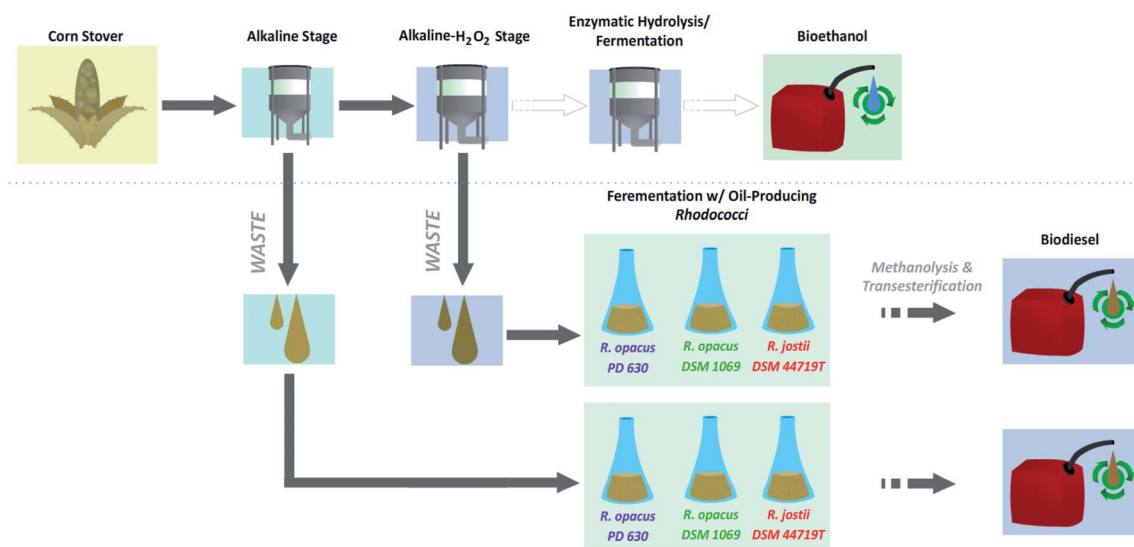 Corn Stover
Alkaline Stage
Alkaline-H2O2 Stage
Enzymatic Hydrolysis/
Fermentation
Bioethanol
WASTE
WASTE
Ferementation w/ Oil-Producing
Rhodococci
Methanolysis &
Transesterification
Biodiesel
R. opacus
PD 630
R. opacus
DSM 1069
R. jostii
DSM 44719T
R. opacus
PD 630
R. opacus
DSM 1069
R. jostii
DSM 44719T